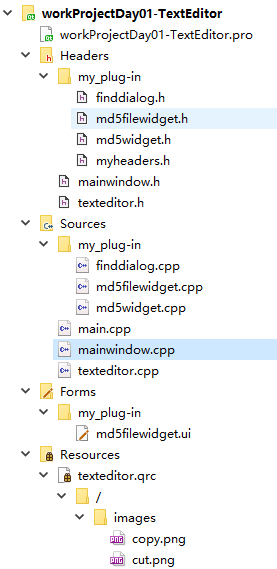 workProjectDay01-TextEditor
workProjectDay01-TextEditor.pro
Headers
my_plug-in
finddialog.h
md5filewidget.h
md5widget.h
myheaders.h
mainwindow.h
texteditor.h
Sources
my_plug-in
finddialog.cpp
md5filewidget.cpp
md5widget.cpp
main.cpp
mainwindow.cpp
texteditor.cpp
Forms
my_plug-in
md5filewidget.ui
Resources
texteditor.qrc
/
images
copy.png
cut.png